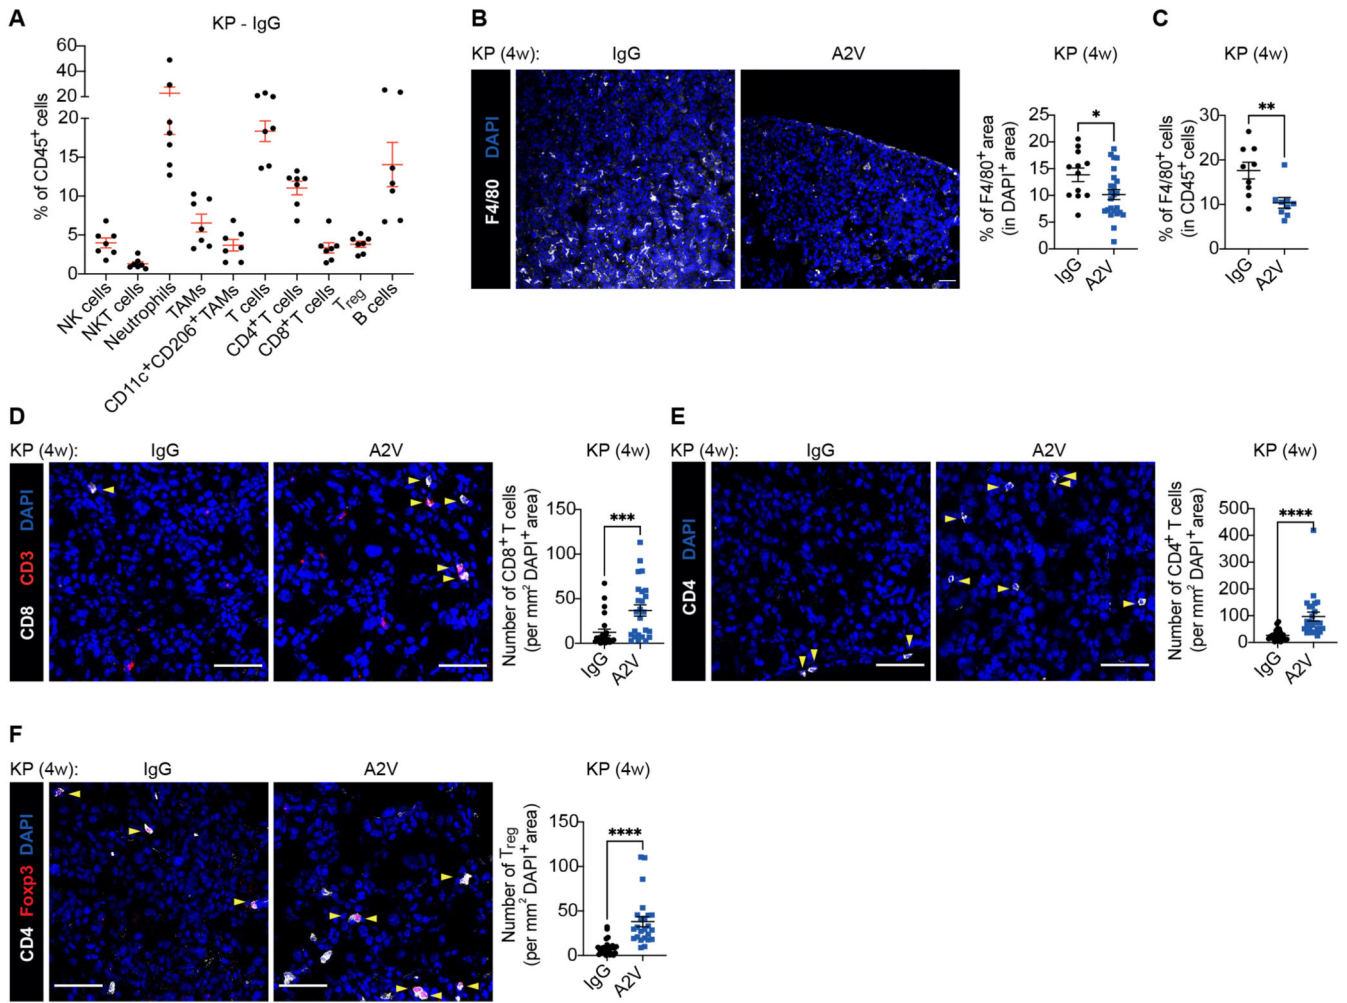 A
KP - IgG
% of CD45+ cells
60
40
20
20
15
10
5
0
NK cells
NKT cells
Neutrophils
TAMs
CD11c+CD206+TAMs
T cells
CD4+T cells
CD8+T cells
Treg
B cells
B
KP (4w): IgG A2V
F4/80 DAPI
KP (4w)
% of F4/80+ area
(in DAPI+ area)
25
20
15
10
5
0
*
IgG
A2V
C
KP (4w)
% of F4/80+ cells
(in CD45+ cells)
30
20
10
0
**
IgG
A2V
D
KP (4w): IgG A2V
CD8 CD3 DAPI
KP (4w)
Number of CD8+ T cells
(per mm2 DAPI+area)
150
100
50
0
***
IgG
A2V
E
KP (4w): IgG A2V
CD4 DAPI
KP (4w)
Number of CD4+ T cells
(per mm2 DAPI+area)
500
400
300
200
100
0
****
IgG
A2V
F
KP (4w): IgG A2V
CD4 Foxp3 DAPI
KP (4w)
Number of Treg
(per mm2 DAPI+area)
150
100
50
0
****
IgG
A2V